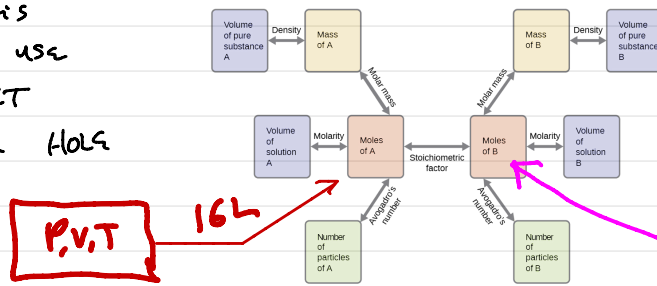 is
Volume of pure substance A
Density
Mass of A
Mass of B
Density
Volume of pure substance B
use
Molar mass
Molar mass
HOLE
Volume of solution A
Molarity
Moles of A
Stoichiometric factor
Moles of B
Molarity
Volume of solution B
P,V,T
Avogadro's number
Avogadro's number
Number of particles of A
Number of particles of B